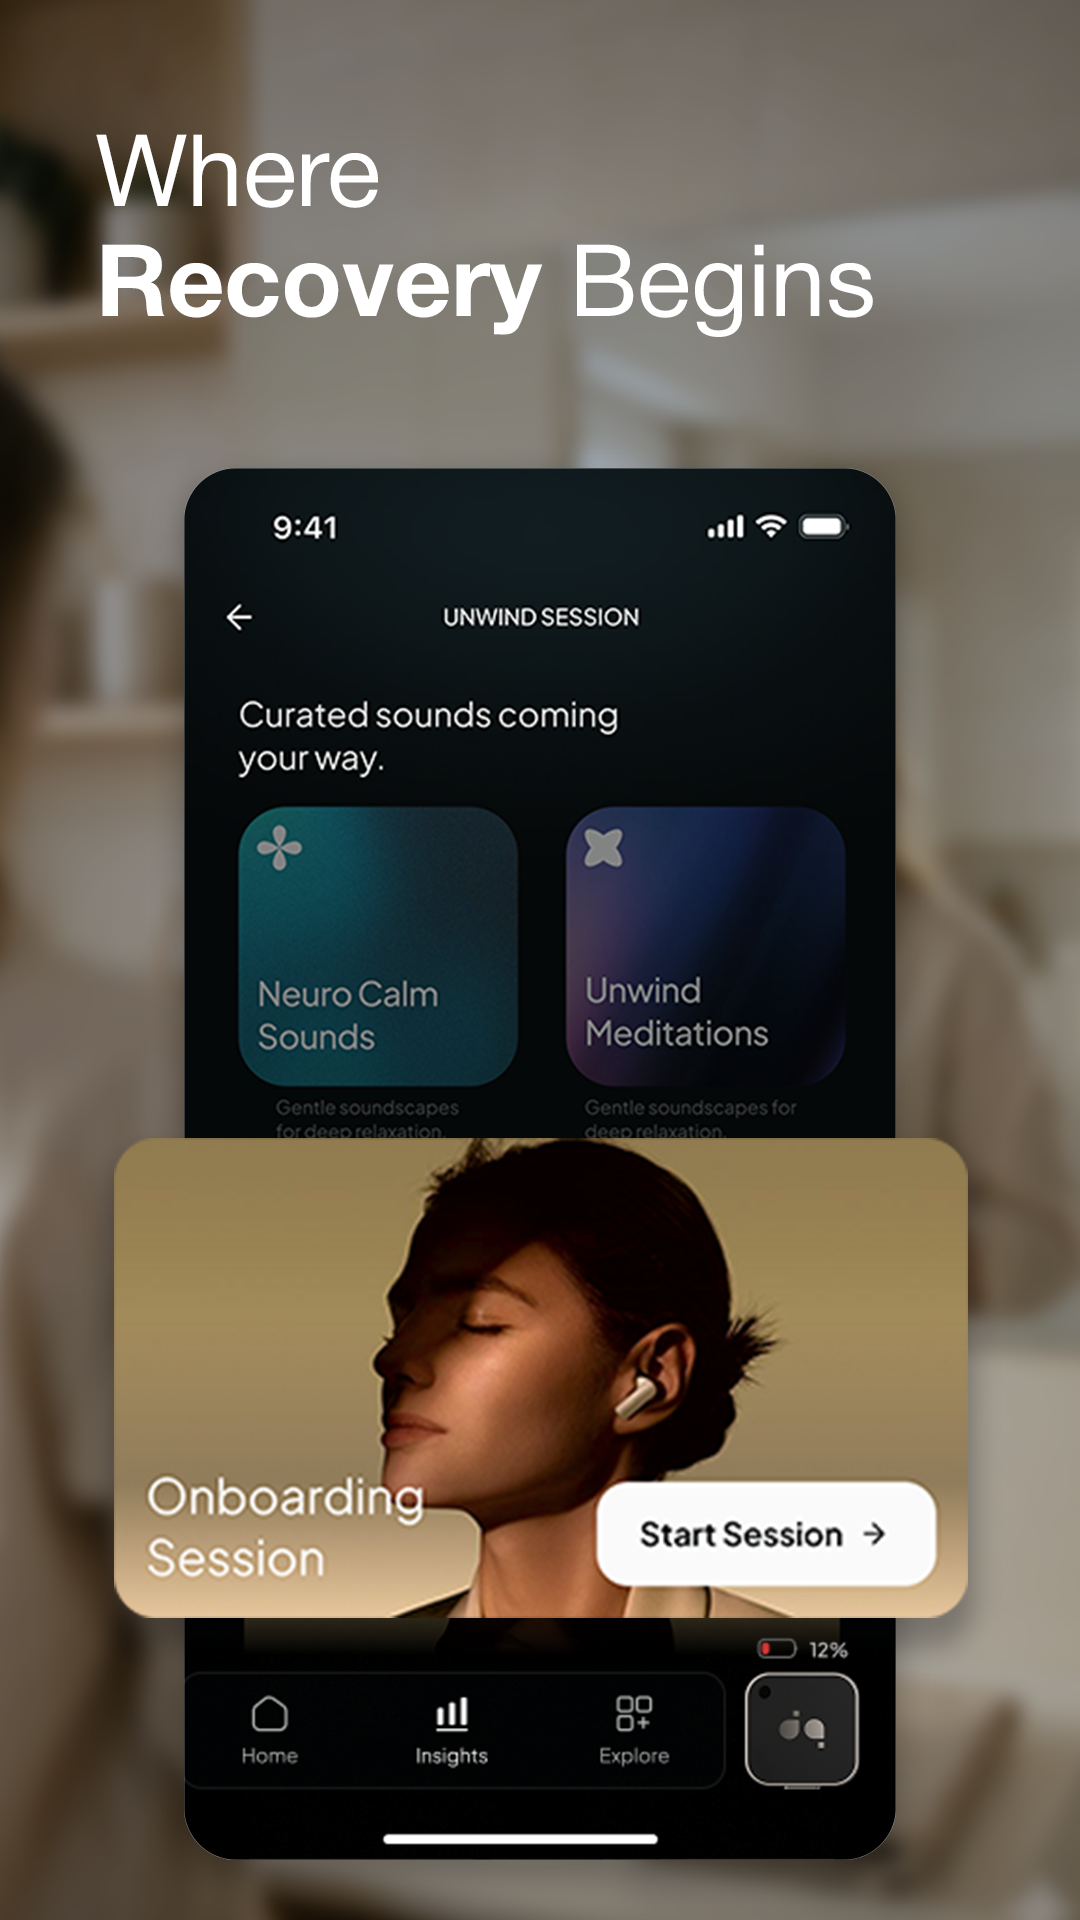 Where
Recovery Begins
9:41
UNWIND SESSION
Curated sounds coming
your way.
Neuro Calm
Sounds
Unwind
Meditations
Gentle soundscapes
for deep relaxation.
Gentle soundscapes for
deep relaxation.
Onboarding
Session
Start Session
12%
Home
Insights
Explore